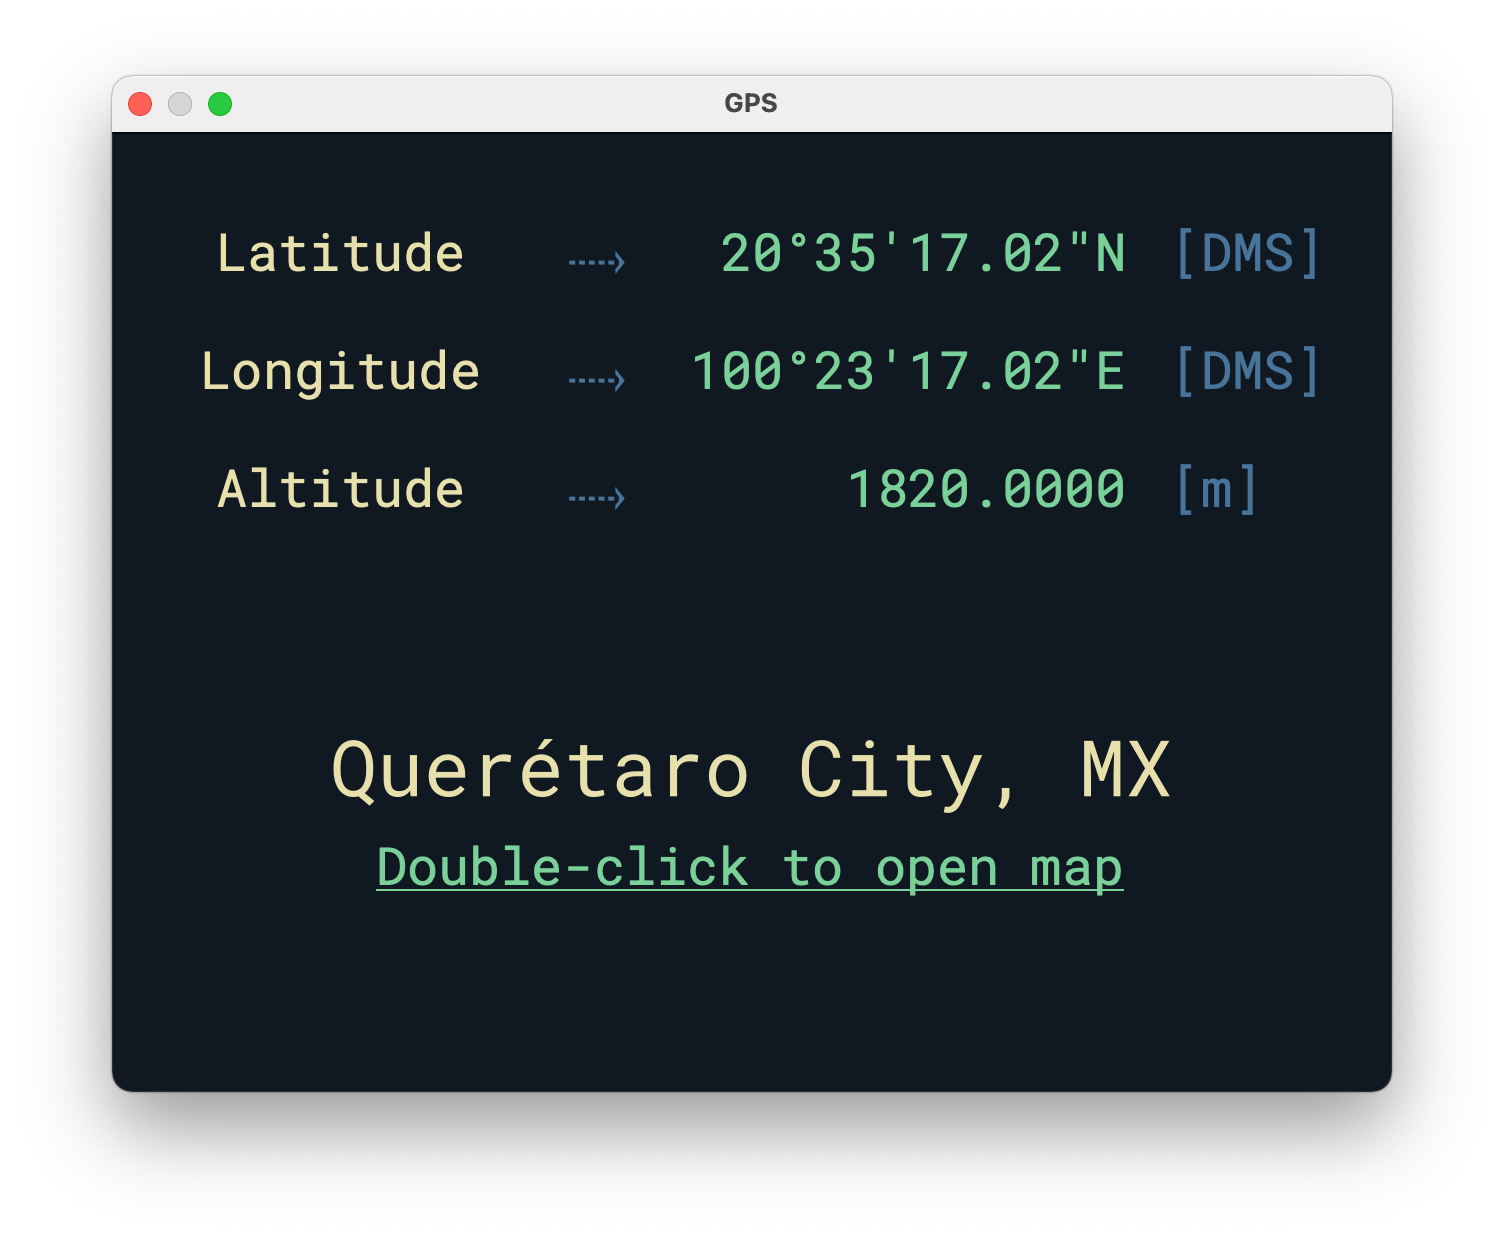 GPS
Latitude ----> 20°35'17.02"N [DMS]
Longitude ----> 100°23'17.02"E [DMS]
Altitude ----> 1820.0000 [m]
Querétaro City, MX
Double-click to open map